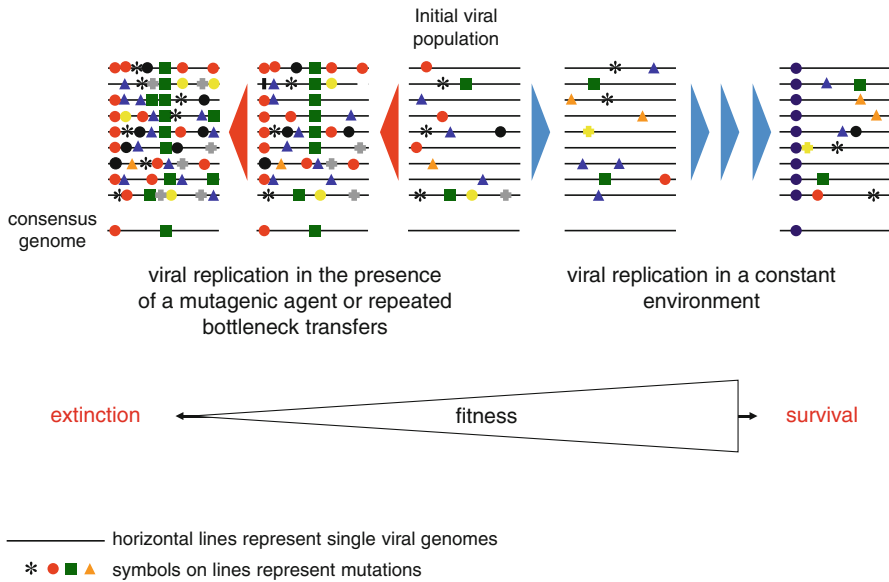 Initial viral
population
consensus
genome
viral replication in the presence
of a mutagenic agent or repeated
bottleneck transfers
viral replication in a constant
environment
extinction
fitness
survival
horizontal lines represent single viral genomes
symbols on lines represent mutations